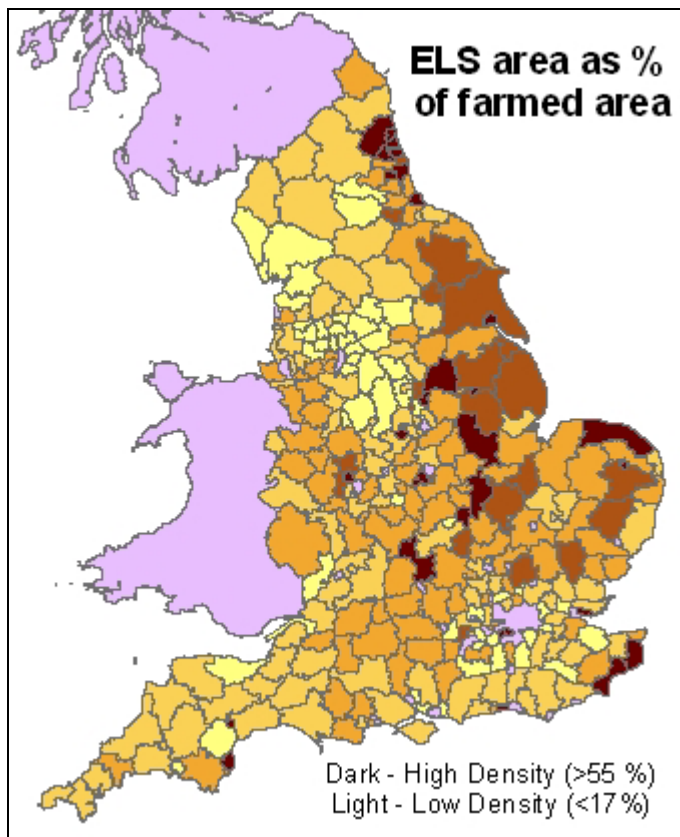 ELS area as %
of farmed area
Dark - High Density (>55 %)
Light - Low Density (<17%)